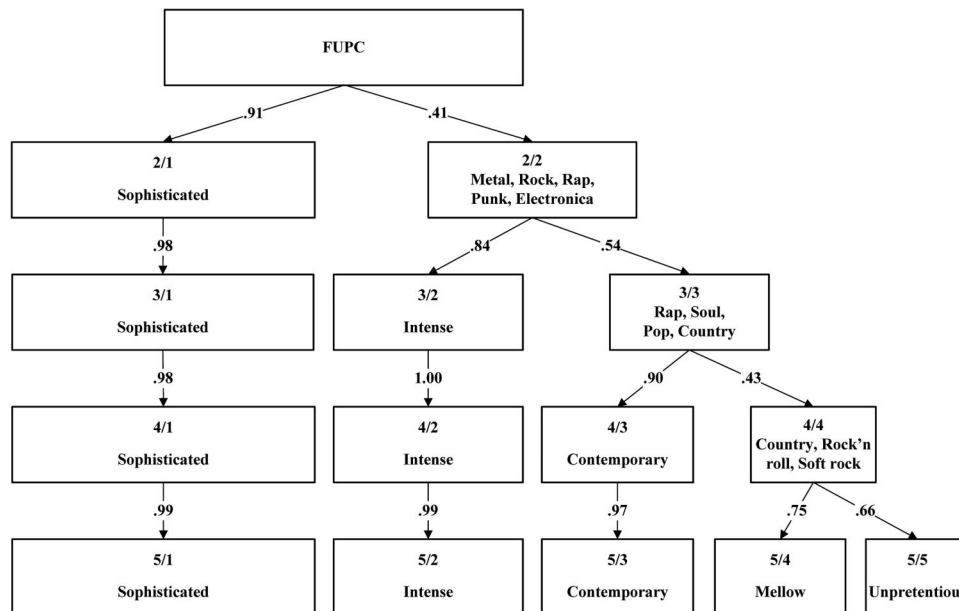 FUPC
.91
.41
2/1
Sophisticated
2/2
Metal, Rock, Rap,
Punk, Electronica
.98
.84
.54
3/1
Sophisticated
3/2
Intense
3/3
Rap, Soul,
Pop, Country
.98
1.00
.90
.43
4/1
Sophisticated
4/2
Intense
4/3
Contemporary
4/4
Country, Rock’n
roll, Soft rock
.99
.99
.97
.75
.66
5/1
Sophisticated
5/2
Intense
5/3
Contemporary
5/4
Mellow
5/5
Unpretentiou